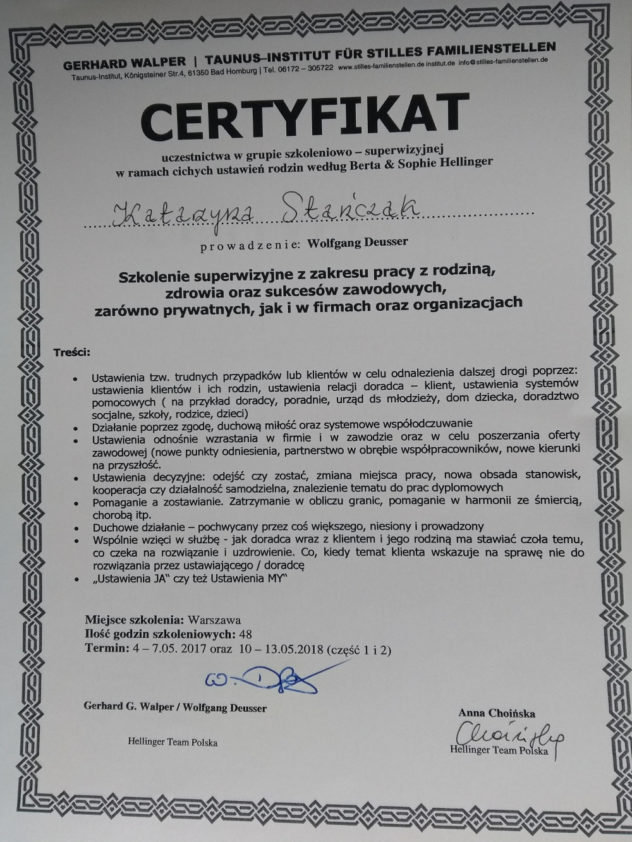 GERHARD WALPER | TAUNUS–INSTITUT FÜR STILLES FAMILIENSTELLEN
Taunus-Institut, Königsteiner Str.4, 61350 Bad Homburg | Tel. 06172 – 305722 www.stilles-familienstellen.de institut.de info@stilles-familienstellen.de
CERTYFIKAT
uczestnictwa w grupie szkoleniowo – superwizyjnej
w ramach cichych ustawień rodzin według Berta & Sophie Hellinger
Katarzyna Stańczak
prowadzenie: Wolfgang Deusser
Szkolenie superwizyjne z zakresu pracy z rodziną,
zdrowia oraz sukcesów zawodowych,
zarówno prywatnych, jak i w firmach oraz organizacjach
Treści:
• Ustawienia tzw. trudnych przypadków lub klientów w celu odnalezienia dalszej drogi poprzez:
ustawienia klientów i ich rodzin, ustawienia relacji doradca – klient, ustawienia systemów
pomocowych ( na przykład doradcy, poradnie, urząd ds młodzieży, dom dziecka, doradztwo
socjalne, szkoły, rodzice, dzieci)
• Działanie poprzez zgodę, duchową miłość oraz systemowe współodczuwanie
• Ustawienia odnośnie wzrastania w firmie i w zawodzie oraz w celu poszerzania oferty
zawodowej (nowe punkty odniesienia, partnerstwo w obrębie współpracowników, nowe kierunki
na przyszłość.
• Ustawienia decyzyjne: odejść czy zostać, zmiana miejsca pracy, nowa obsada stanowisk,
kooperacja czy działalność samodzielna, znalezienie tematu do prac dyplomowych
• Pomaganie a zostawianie. Zatrzymanie w obliczu granic, pomaganie w harmonii ze śmiercią,
chorobą itp.
• Duchowe działanie – pochwycany przez coś większego, niesiony i prowadzony
• Wspólnie wzięci w służbę - jak doradca wraz z klientem i jego rodziną ma stawiać czoła temu,
co czeka na rozwiązanie i uzdrowienie. Co, kiedy temat klienta wskazuje na sprawę nie do
rozwiązania przez ustawiającego / doradcę
• „Ustawienia JA" czy też Ustawienia MY"
Miejsce szkolenia: Warszawa
Ilość godzin szkoleniowych: 48
Termin: 4 – 7.05. 2017 oraz 10 – 13.05.2018 (część 1 i 2)
Gerhard G. Walper / Wolfgang Deusser
Anna Choińska
Hellinger Team Polska
Hellinger Team Polska